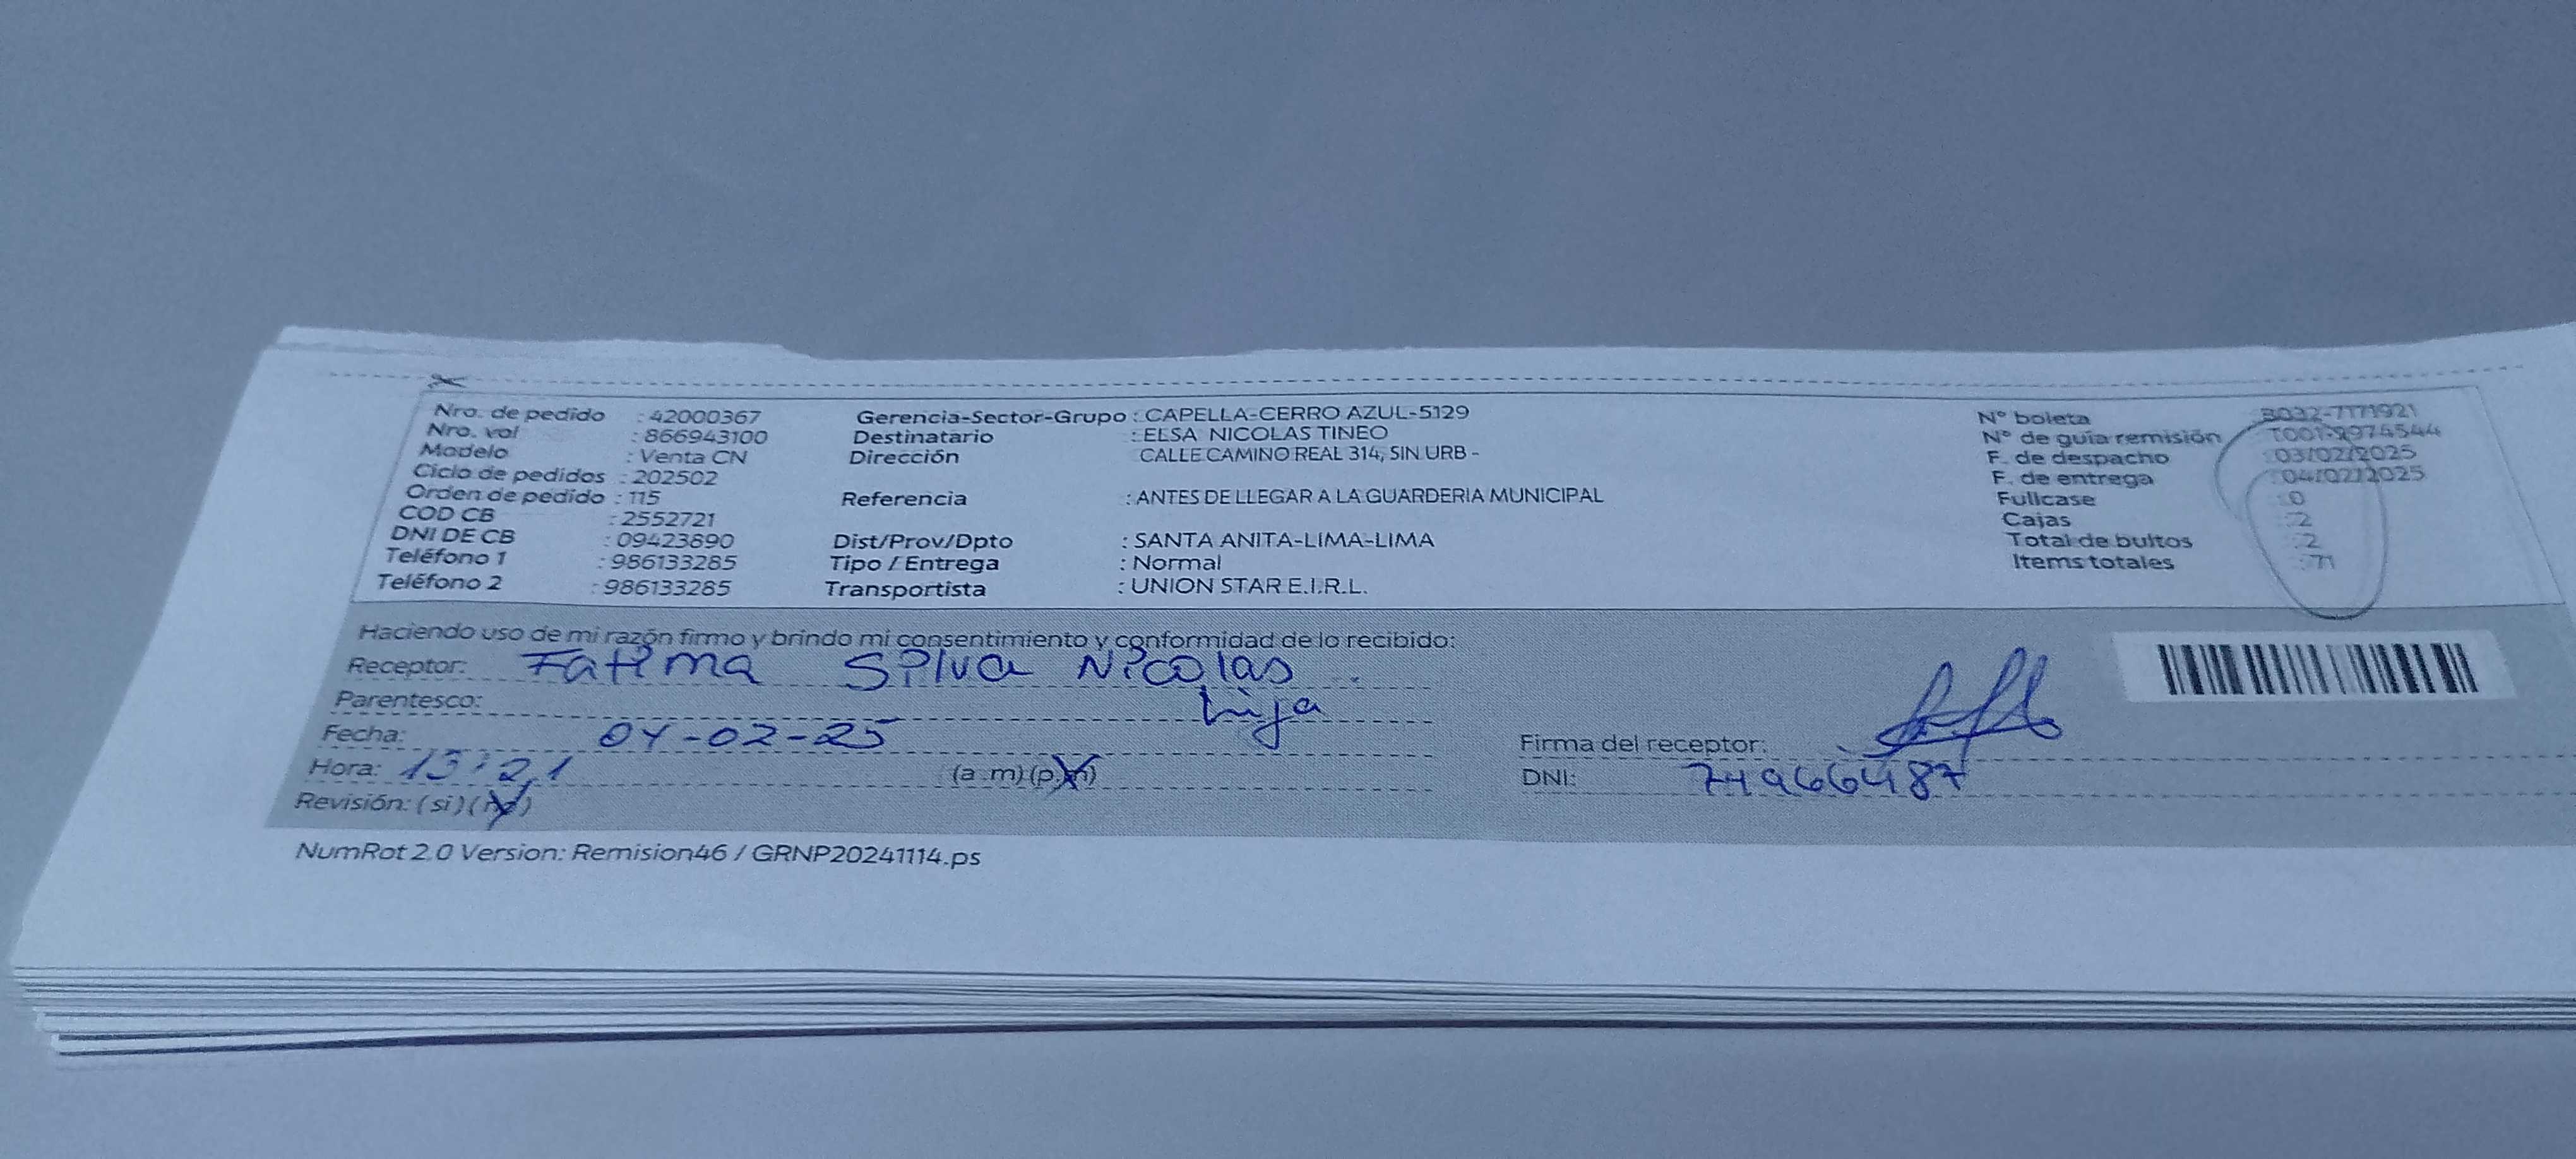 Nro. de pedido : 42000367
Nro. vol : 866943100
Modelo : Venta CN
Ciclo de pedidos : 202502
Orden de pedido : 115
COD CB : 2552721
DNI DE CB : 09423890
Teléfono 1 : 986133285
Teléfono 2 : 986133285
Gerencia-Sector-Grupo : CAPELLA-CERRO AZUL-5129
Destinatario : ELSA NICOLAS TINEO
Dirección CALLE CAMINO REAL 314, SIN URB -
Referencia : ANTES DE LLEGAR A LA GUARDERIA MUNICIPAL
Dist/Prov/Dpto : SANTA ANITA-LIMA-LIMA
Tipo / Entrega : Normal
Transportista : UNION STAR E.I.R.L.
N° boleta : B032-7171921
N° de guía remisión : T001-9974544
F. de despacho : 03/02/2025
F. de entrega : 04/02/2025
Fullcase : 0
Cajas : 2
Total de bultos : 2
Items totales : 71
Haciendo uso de mi razón firmo y brindo mi consentimiento y conformidad de lo recibido:
Receptor: Fatima Silva Nicolas
Parentesco: hija
Fecha: 04-02-25
Hora: 13:21 (a.m) (p.m)
Revisión: (si) (no)
Firma del receptor:
DNI: 74966487
NumRot 2.0 Version: Remision46 / GRNP20241114.ps